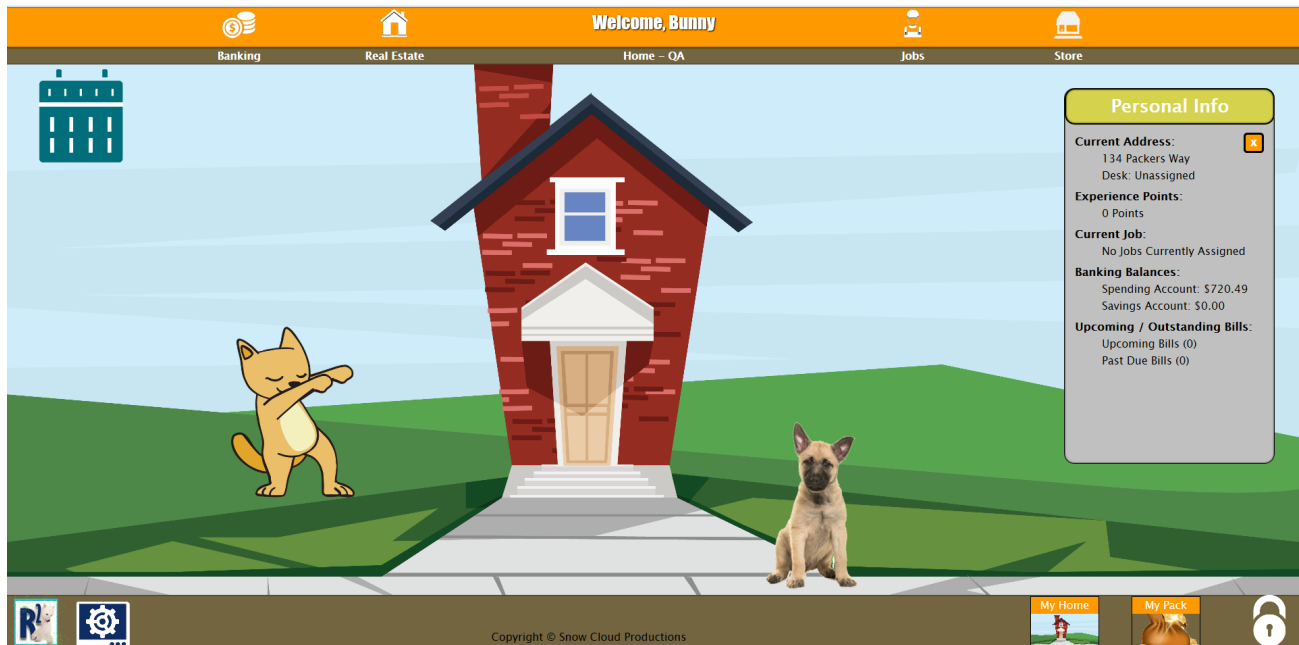 Welcome, Bunny
Banking
Real Estate
Home – QA
Jobs
Store
Personal Info
x
Current Address:
134 Packers Way
Desk: Unassigned
Experience Points:
0 Points
Current Job:
No Jobs Currently Assigned
Banking Balances:
Spending Account: $720.49
Savings Account: $0.00
Upcoming / Outstanding Bills:
Upcoming Bills (0)
Past Due Bills (0)
My Home
My Pack
Copyright © Snow Cloud Productions